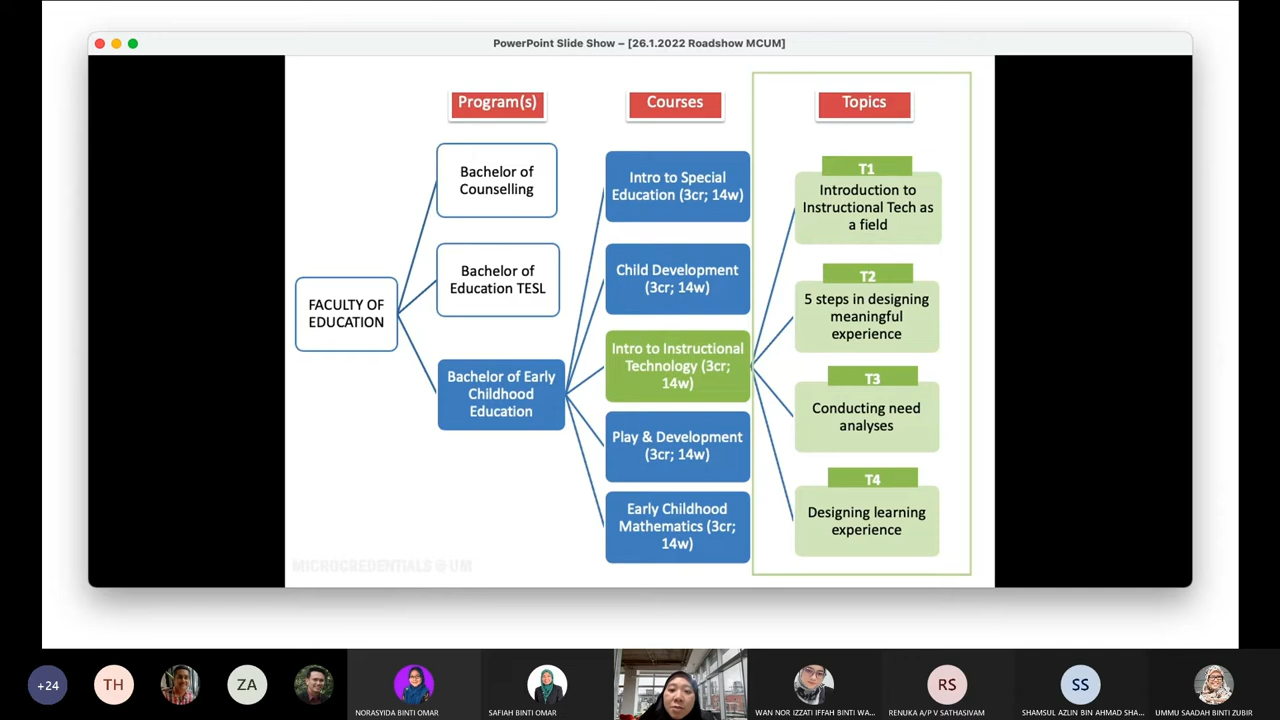 PowerPoint Slide Show – [26.1.2022 Roadshow MCUM]
Program(s)
Courses
Topics
FACULTY OF
EDUCATION
Bachelor of
Counselling
Bachelor of
Education TESL
Bachelor of Early
Childhood
Education
Intro to Special
Education (3cr; 14w)
Child Development
(3cr; 14w)
Intro to Instructional
Technology (3cr;
14w)
Play & Development
(3cr; 14w)
Early Childhood
Mathematics (3cr;
14w)
T1
Introduction to
Instructional Tech as
a field
T2
5 steps in designing
meaningful
experience
T3
Conducting need
analyses
T4
Designing learning
experience
MICROCREDENTIALS @ UM
+24
TH
ZA
NORASYIDA BINTI OMAR
SAFIAH BINTI OMAR
WAN NOR IZZATI IFFAH BINTI WA...
RS
RENUKA A/P V SATHASIVAM
SS
SHAMSUL AZLIN BIN AHMAD SHA...
UMMU SAADAH BINTI ZUBIR